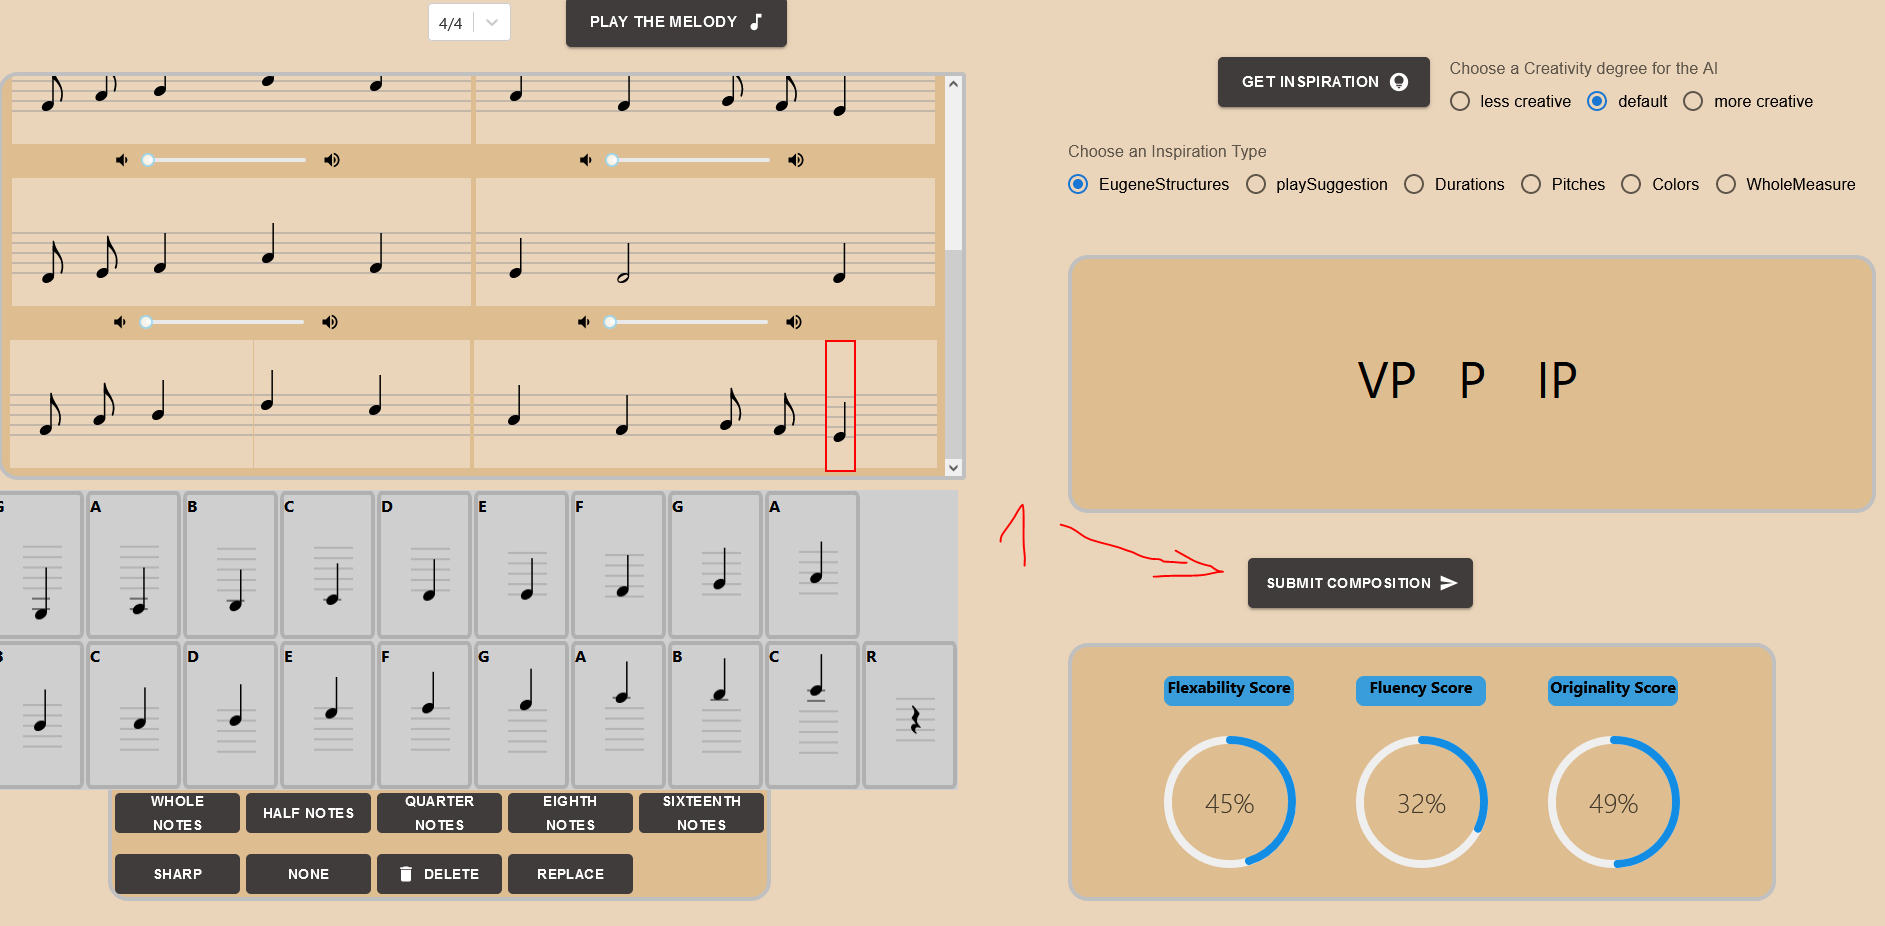 4/4
PLAY THE MELODY
GET INSPIRATION
Choose a Creativity degree for the AI
less creative default more creative
Choose an Inspiration Type
EugeneStructures playSuggestion Durations Pitches Colors WholeMeasure
VP P IP
A B C D E F G A
1
SUBMIT COMPOSITION
C D E F G A B C R
Flexability Score Fluency Score Originality Score
45% 32% 49%
WHOLE NOTES
HALF NOTES
QUARTER NOTES
EIGHTH NOTES
SIXTEENTH NOTES
SHARP
NONE
DELETE
REPLACE